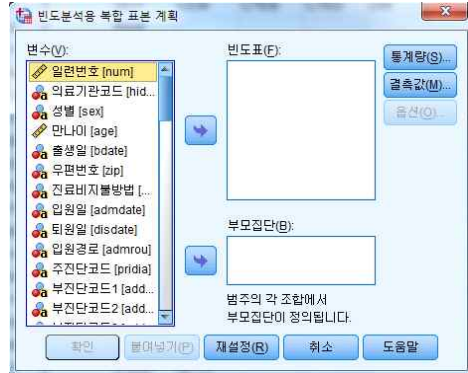 빈도분석용 복합 표본 계획
변수(V):
일련번호 [num]
의료기관코드 [hid...
성별 [sex]
만나이 [age]
출생일 [bdate]
우편번호 [zip]
진료비지불방법 [...
입원일 [admdate]
퇴원일 [disdate]
입원경로 [admrou]
주진단코드 [pridia]
부진단코드1 [add...
부진단코드2 [add...
빈도표(F):
부모집단(B):
범주의 각 조합에서
부모집단이 정의됩니다.
통계량(S)...
결측값(M)...
옵션(O)...
확인
붙여넣기(P)
재설정(R)
취소
도움말